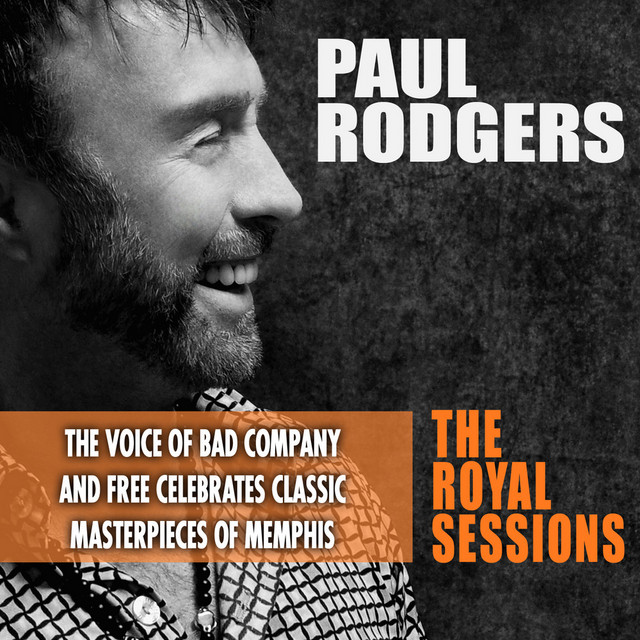 PAUL
RODGERS
THE VOICE OF BAD COMPANY
AND FREE CELEBRATES CLASSIC
MASTERPIECES OF MEMPHIS
THE
ROYAL
SESSIONS